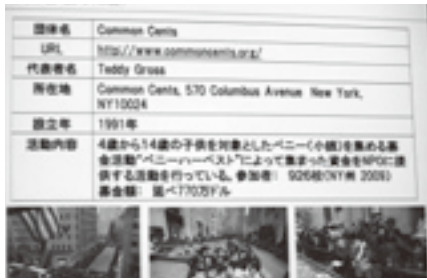 団体名 Common Cents
URL http://www.commoncents.org/
代表者名 Teddy Gross
所在地 Common Cents, 570 Columbus Avenue New York,
NY10024
設立年 1991年
活動内容 4歳から14歳の子供を対象としたペニー(小銭)を集める募
金活動"ペニーハーベスト"によって集まった資金をNPOに提
供する活動を行っている。参加者: 926校(NY州 2009)
募金額: 延べ770万ドル